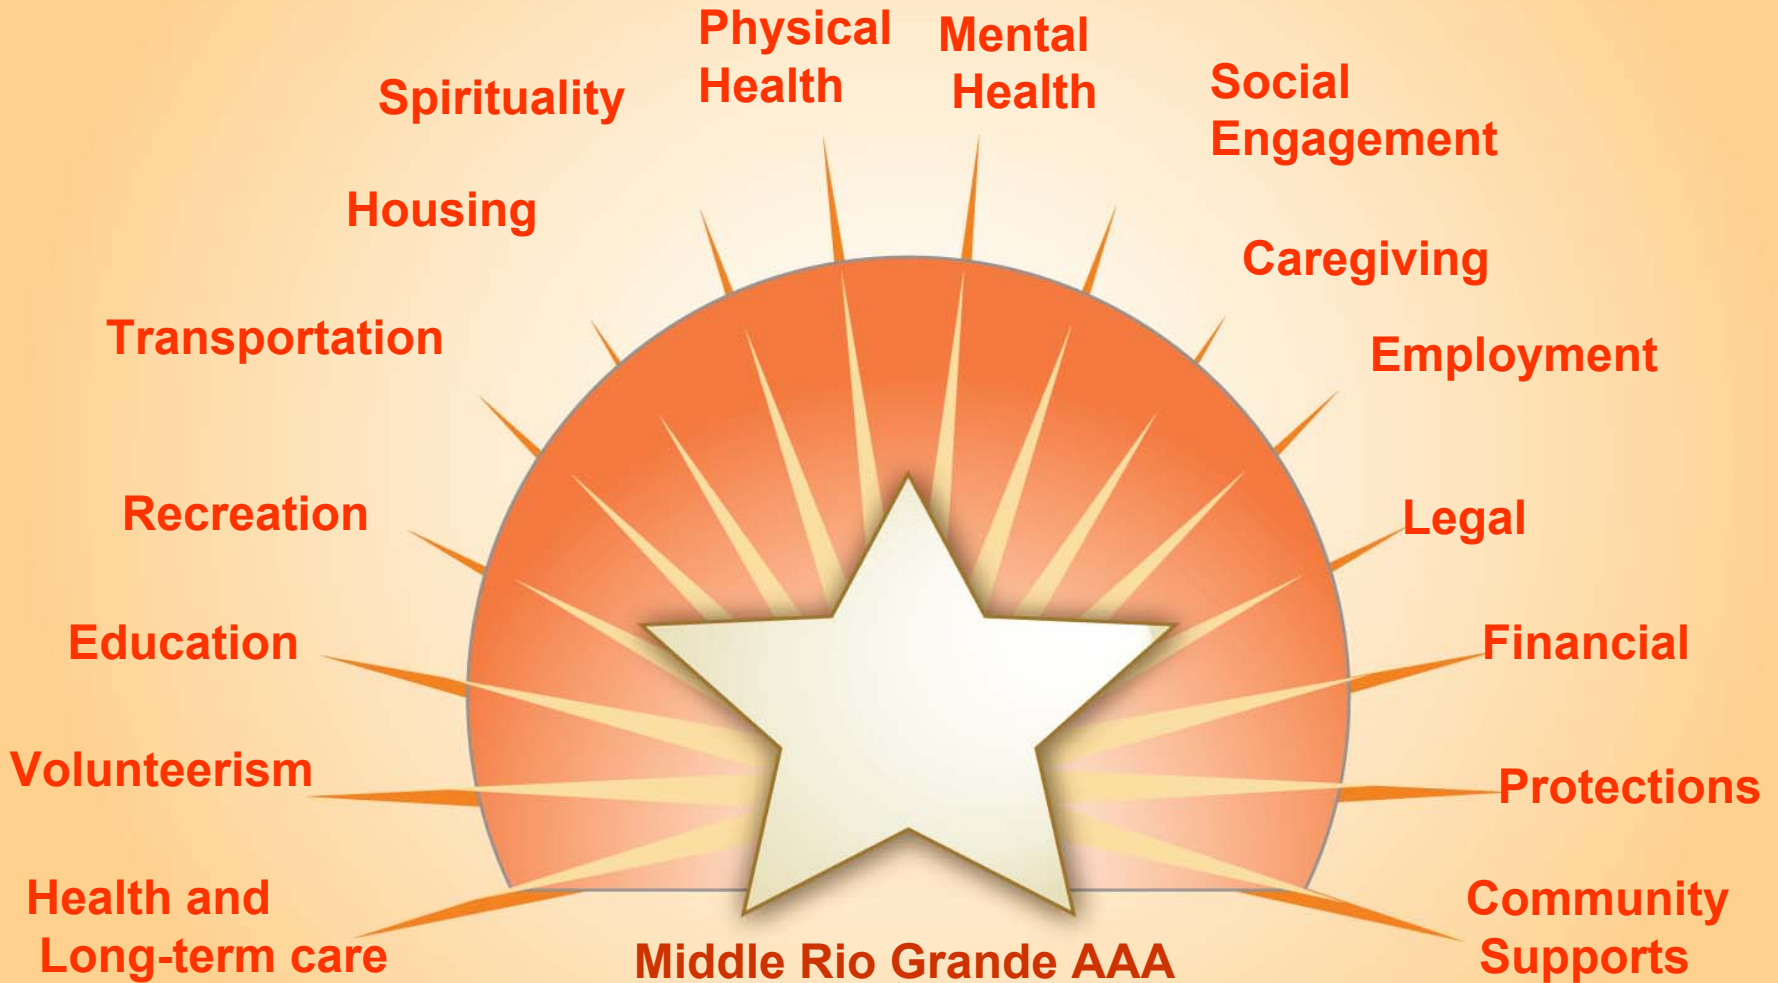 Physical
Health
Mental
Health
Spirituality
Social
Engagement
Housing
Caregiving
Transportation
Employment
Recreation
Legal
Education
Financial
Volunteerism
Protections
Health and
Long-term care
Community
Supports
Middle Rio Grande AAA